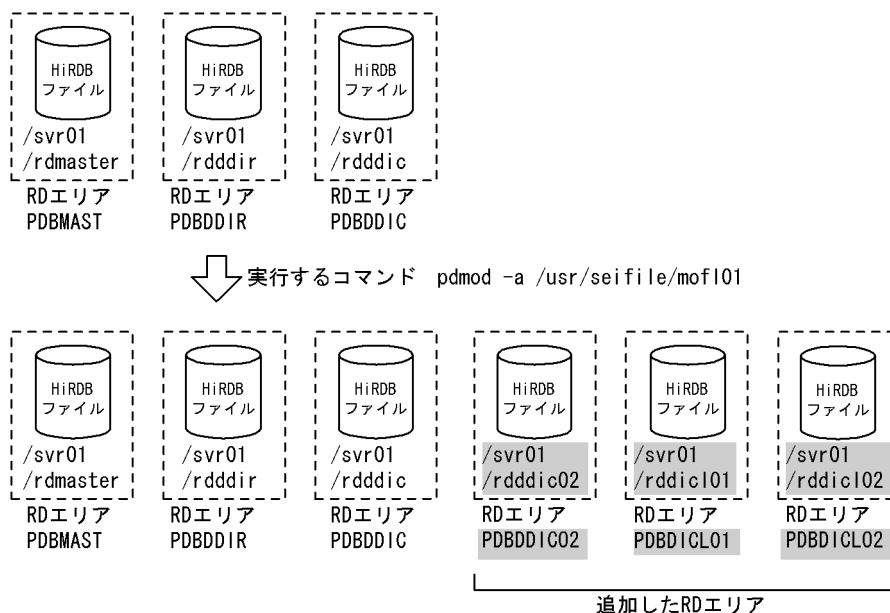 HiRDB
ファイル
/svr01
/rdmaster
RDエリア
PDBMAST
HiRDB
ファイル
/svr01
/rdddir
RDエリア
PDBDDIR
HiRDB
ファイル
/svr01
/rdddic
RDエリア
PDBDDIC
実行するコマンド pdmod -a /usr/seifile/mofl01
HiRDB
ファイル
/svr01
/rdmaster
RDエリア
PDBMAST
HiRDB
ファイル
/svr01
/rdddir
RDエリア
PDBDDIR
HiRDB
ファイル
/svr01
/rdddic
RDエリア
PDBDDIC
HiRDB
ファイル
/svr01
/rdddic02
RDエリア
PDBDDIC02
HiRDB
ファイル
/svr01
/rddicl01
RDエリア
PDBDICL01
HiRDB
ファイル
/svr01
/rddicl02
RDエリア
PDBDICL02
追加したRDエリア